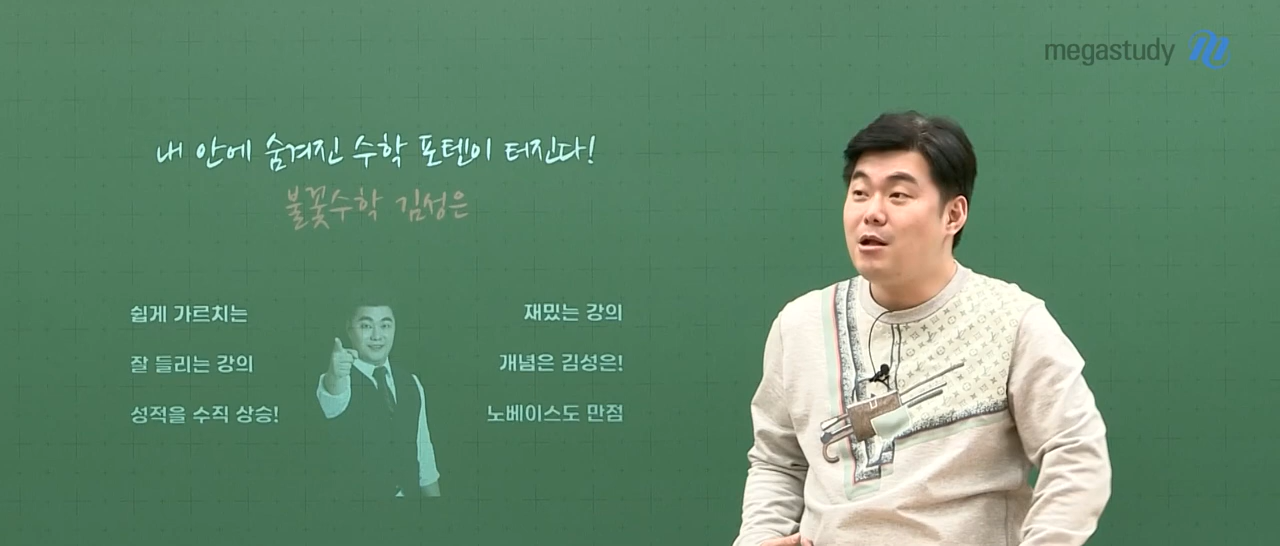 megastudy
내 안에 숨겨진 수학 포텐이 터진다!
불꽃수학 김성은
쉽게 가르치는
잘 들리는 강의
성적을 수직 상승!
재밌는 강의
개념은 김성은!
노베이스도 만점